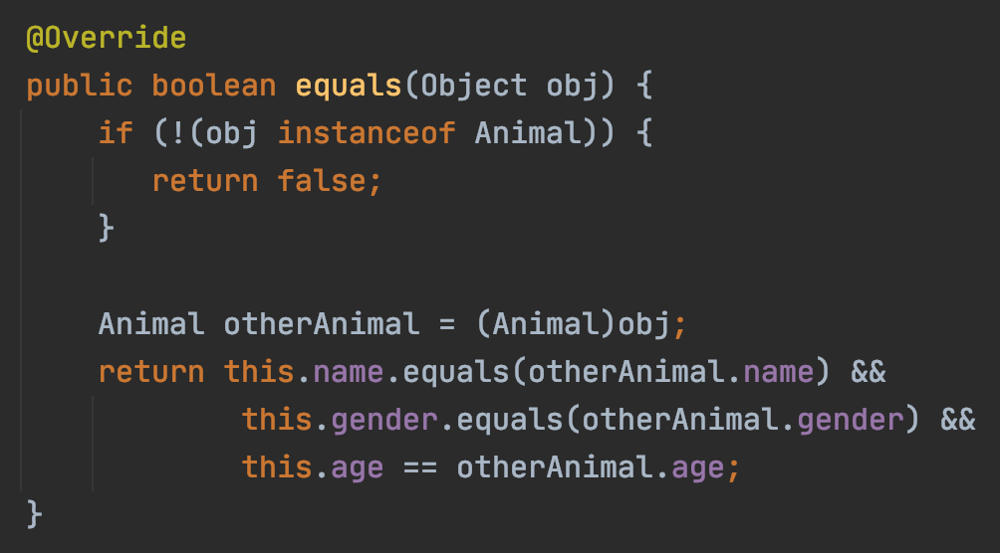 @Override
public boolean equals(Object obj) {
    if (!(obj instanceof Animal)) {
       return false;
    }

    Animal otherAnimal = (Animal)obj;
    return this.name.equals(otherAnimal.name) &&
            this.gender.equals(otherAnimal.gender) &&
            this.age == otherAnimal.age;
}